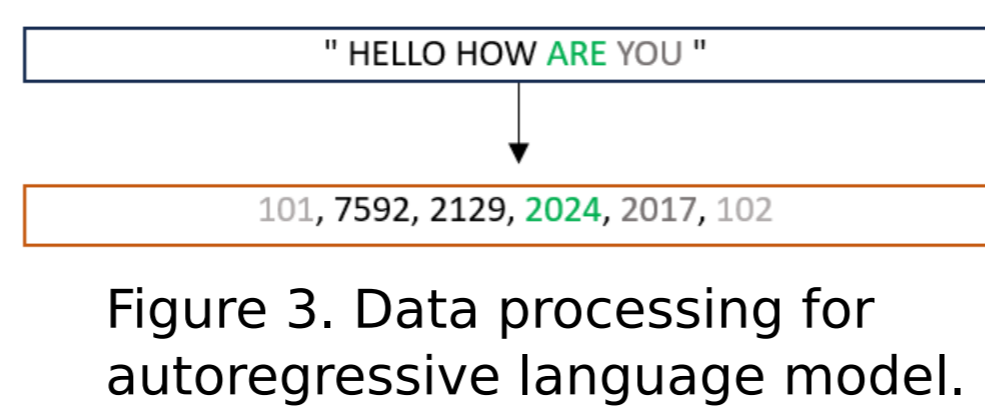 " HELLO HOW ARE YOU "
101, 7592, 2129, 2024, 2017, 102
Figure 3. Data processing for
autoregressive language model.